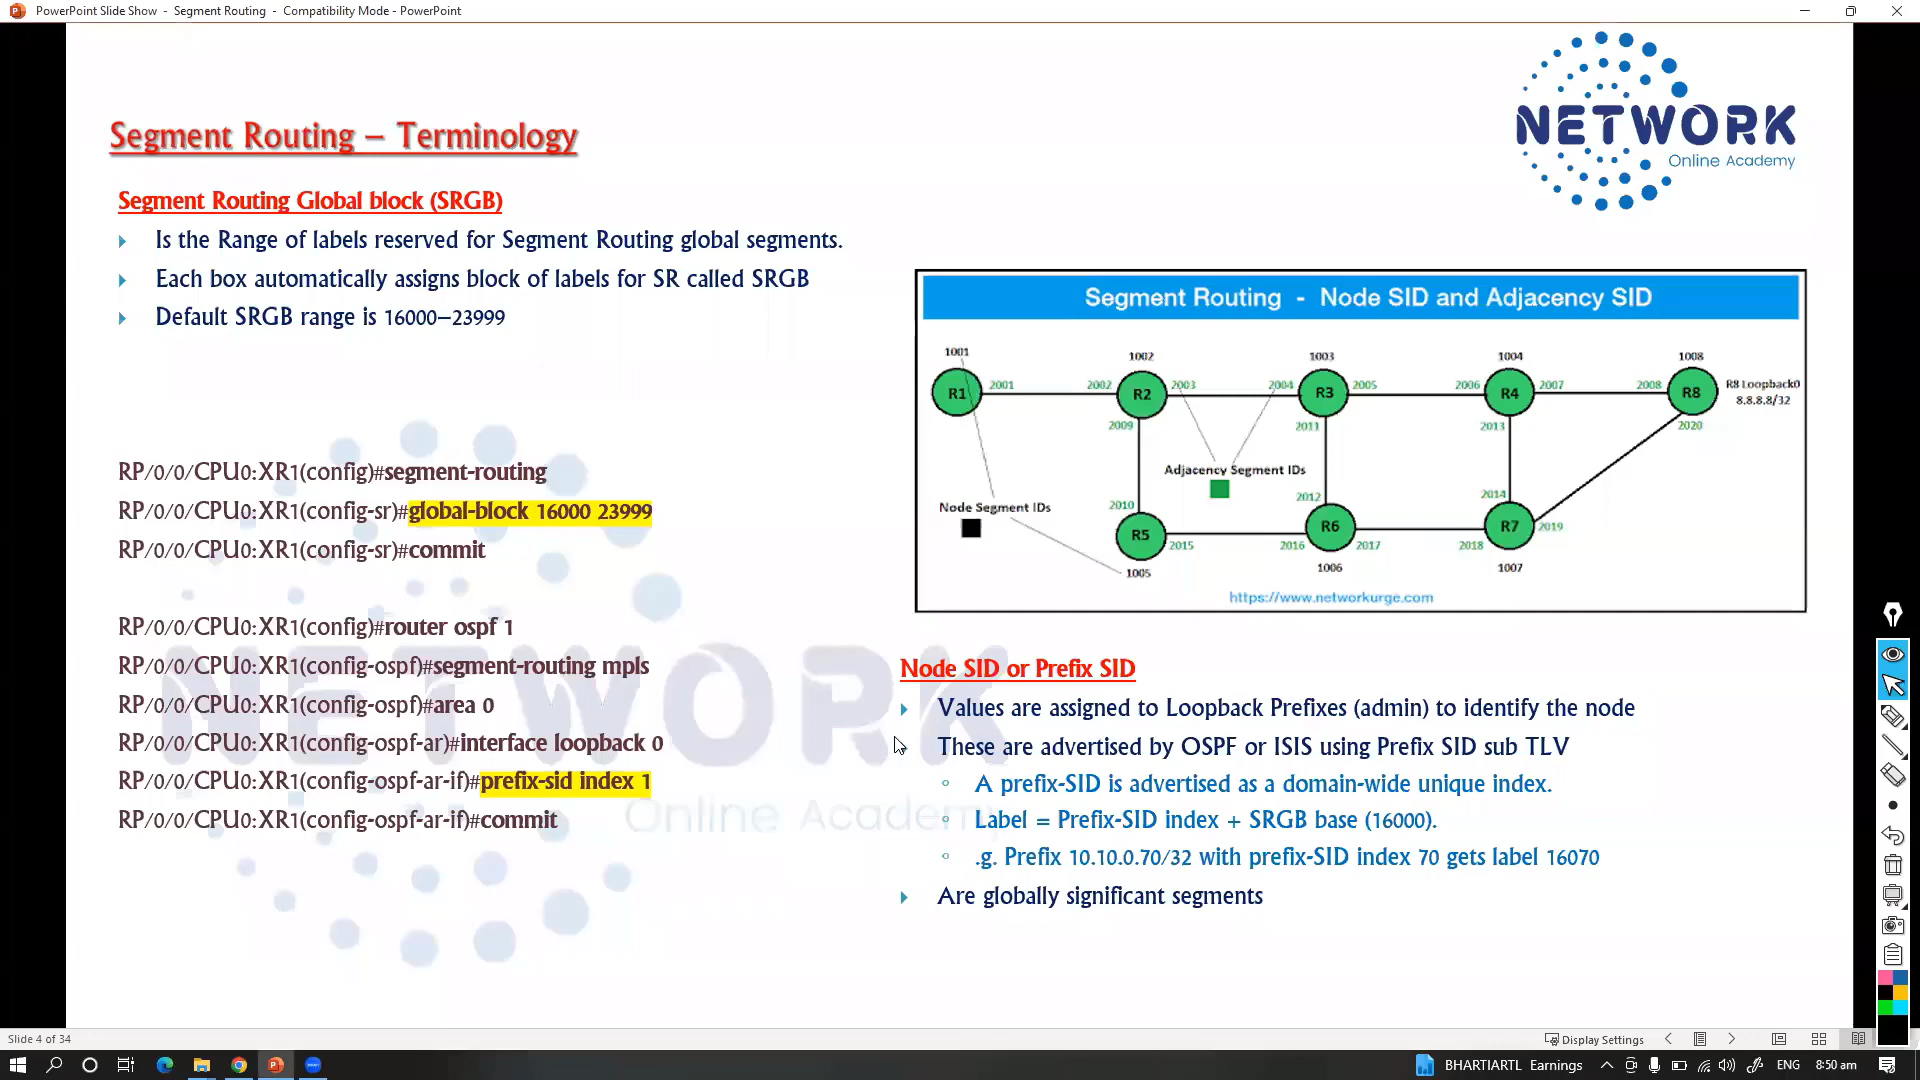 PowerPoint Slide Show - Segment Routing - Compatibility Mode - PowerPoint
NETWORK
Online Academy
Segment Routing – Terminology
Segment Routing Global block (SRGB)
Is the Range of labels reserved for Segment Routing global segments.
Each box automatically assigns block of labels for SR called SRGB
Default SRGB range is 16000–23999
RP/0/0/CPU0:XR1(config)#segment-routing
RP/0/0/CPU0:XR1(config-sr)#global-block 16000 23999
RP/0/0/CPU0:XR1(config-sr)#commit
RP/0/0/CPU0:XR1(config)#router ospf 1
RP/0/0/CPU0:XR1(config-ospf)#segment-routing mpls
RP/0/0/CPU0:XR1(config-ospf)#area 0
RP/0/0/CPU0:XR1(config-ospf-ar)#interface loopback 0
RP/0/0/CPU0:XR1(config-ospf-ar-if)#prefix-sid index 1
RP/0/0/CPU0:XR1(config-ospf-ar-if)#commit
NETWORK
Online Academy
Segment Routing - Node SID and Adjacency SID
1001 1002 1003 1004 1008
R1 2001 2002 R2 2003 2004 R3 2005 2006 R4 2007 2008 R8 R8 Loopback0
8.8.8.8/32
2009 2011 2013 2020
Adjacency Segment IDs
2010 2012 2014
Node Segment IDs
R5 R6 R7 2019
2015 2016 2017 2018
1005 1006 1007
https://www.networkurge.com
Node SID or Prefix SID
Values are assigned to Loopback Prefixes (admin) to identify the node
These are advertised by OSPF or ISIS using Prefix SID sub TLV
A prefix-SID is advertised as a domain-wide unique index.
Label = Prefix-SID index + SRGB base (16000).
.g. Prefix 10.10.0.70/32 with prefix-SID index 70 gets label 16070
Are globally significant segments
Slide 4 of 34
Display Settings
BHARTIARTL Earnings
ENG
8:50 am